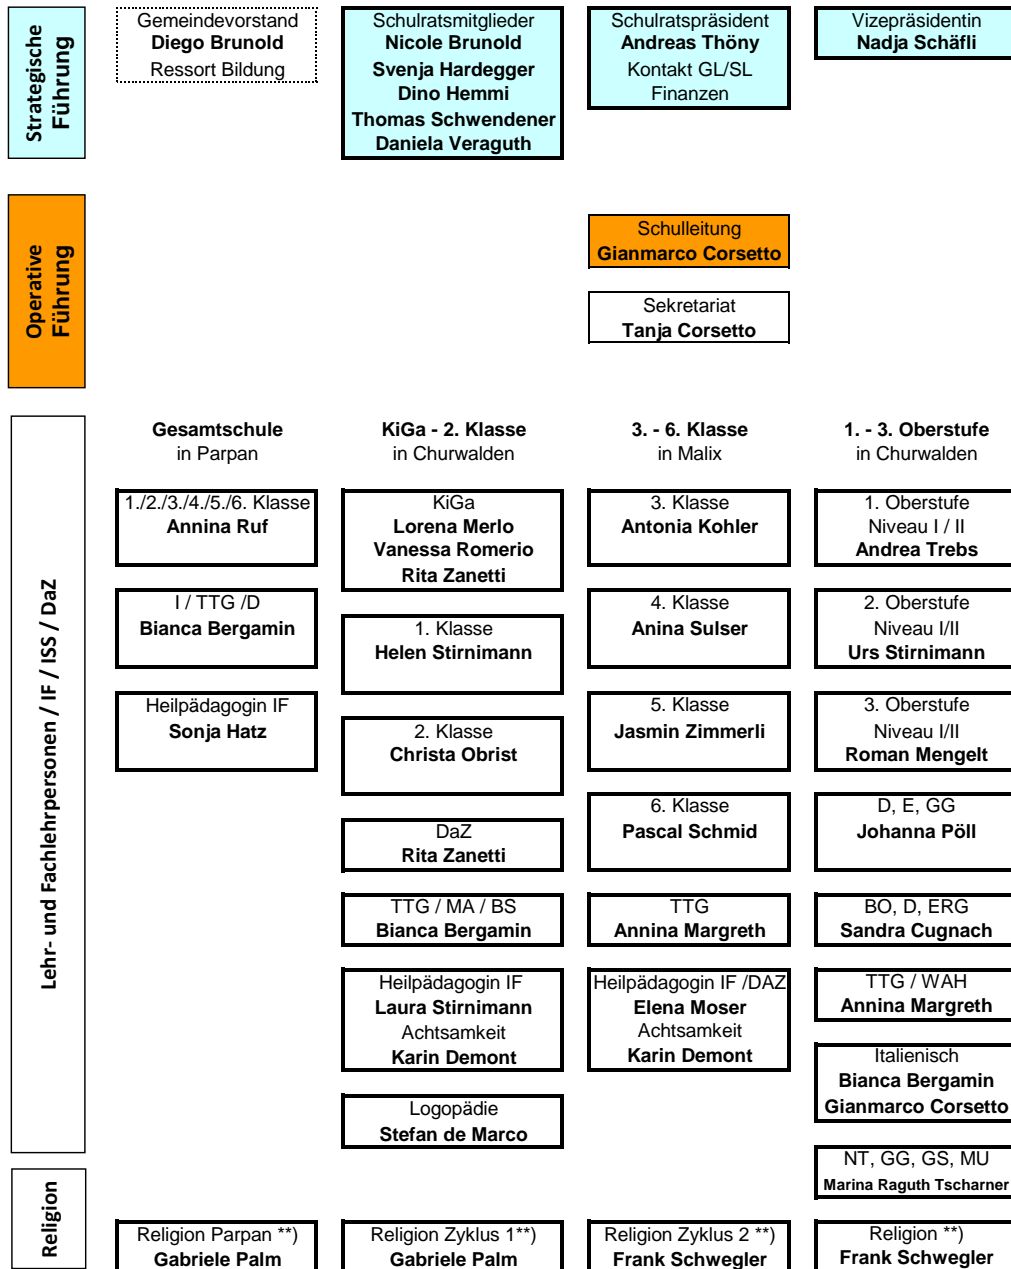 Strategische
Führung
Gemeindevorstand
Diego Brunold
Ressort Bildung
Schulratsmitglieder
Nicole Brunold
Svenja Hardegger
Dino Hemmi
Thomas Schwendener
Daniela Veraguth
Schulratspräsident
Andreas Thöny
Kontakt GL/SL
Finanzen
Vizepräsidentin
Nadja Schäfli
Operative
Führung
Schulleitung
Gianmarco Corsetto
Sekretariat
Tanja Corsetto
Lehr- und Fachlehrpersonen / IF / ISS / DaZ
Gesamtschule
in Parpan
1./2./3./4./5./6. Klasse
Annina Ruf
I / TTG /D
Bianca Bergamin
Heilpädagogin IF
Sonja Hatz
KiGa - 2. Klasse
in Churwalden
KiGa
Lorena Merlo
Vanessa Romerio
Rita Zanetti
1. Klasse
Helen Stirnimann
2. Klasse
Christa Obrist
DaZ
Rita Zanetti
TTG / MA / BS
Bianca Bergamin
Heilpädagogin IF
Laura Stirnimann
Achtsamkeit
Karin Demont
Logopädie
Stefan de Marco
3. - 6. Klasse
in Malix
3. Klasse
Antonia Kohler
4. Klasse
Anina Sulser
5. Klasse
Jasmin Zimmerli
6. Klasse
Pascal Schmid
TTG
Annina Margreth
Heilpädagogin IF /DAZ
Elena Moser
Achtsamkeit
Karin Demont
1. - 3. Oberstufe
in Churwalden
1. Oberstufe
Niveau I / II
Andrea Trebs
2. Oberstufe
Niveau I/II
Urs Stirnimann
3. Oberstufe
Niveau I/II
Roman Mengelt
D, E, GG
Johanna Pöll
BO, D, ERG
Sandra Cugnach
TTG / WAH
Annina Margreth
Italienisch
Bianca Bergamin
Gianmarco Corsetto
NT, GG, GS, MU
Marina Raguth Tscharner
Religion
Religion Parpan **)
Gabriele Palm
Religion Zyklus 1**)
Gabriele Palm
Religion Zyklus 2 **)
Frank Schwegler
Religion **)
Frank Schwegler